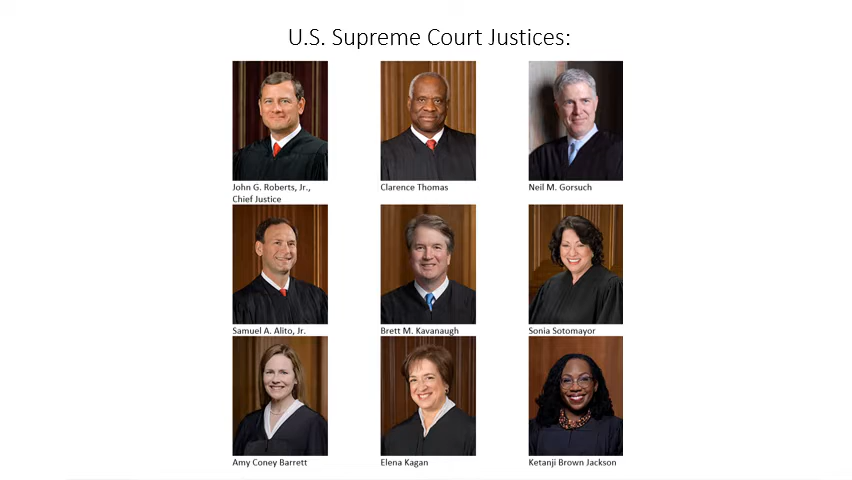 U.S. Supreme Court Justices:
John G. Roberts, Jr.,
Chief Justice
Clarence Thomas
Neil M. Gorsuch
Samuel A. Alito, Jr.
Brett M. Kavanaugh
Sonia Sotomayor
Amy Coney Barrett
Elena Kagan
Ketanji Brown Jackson